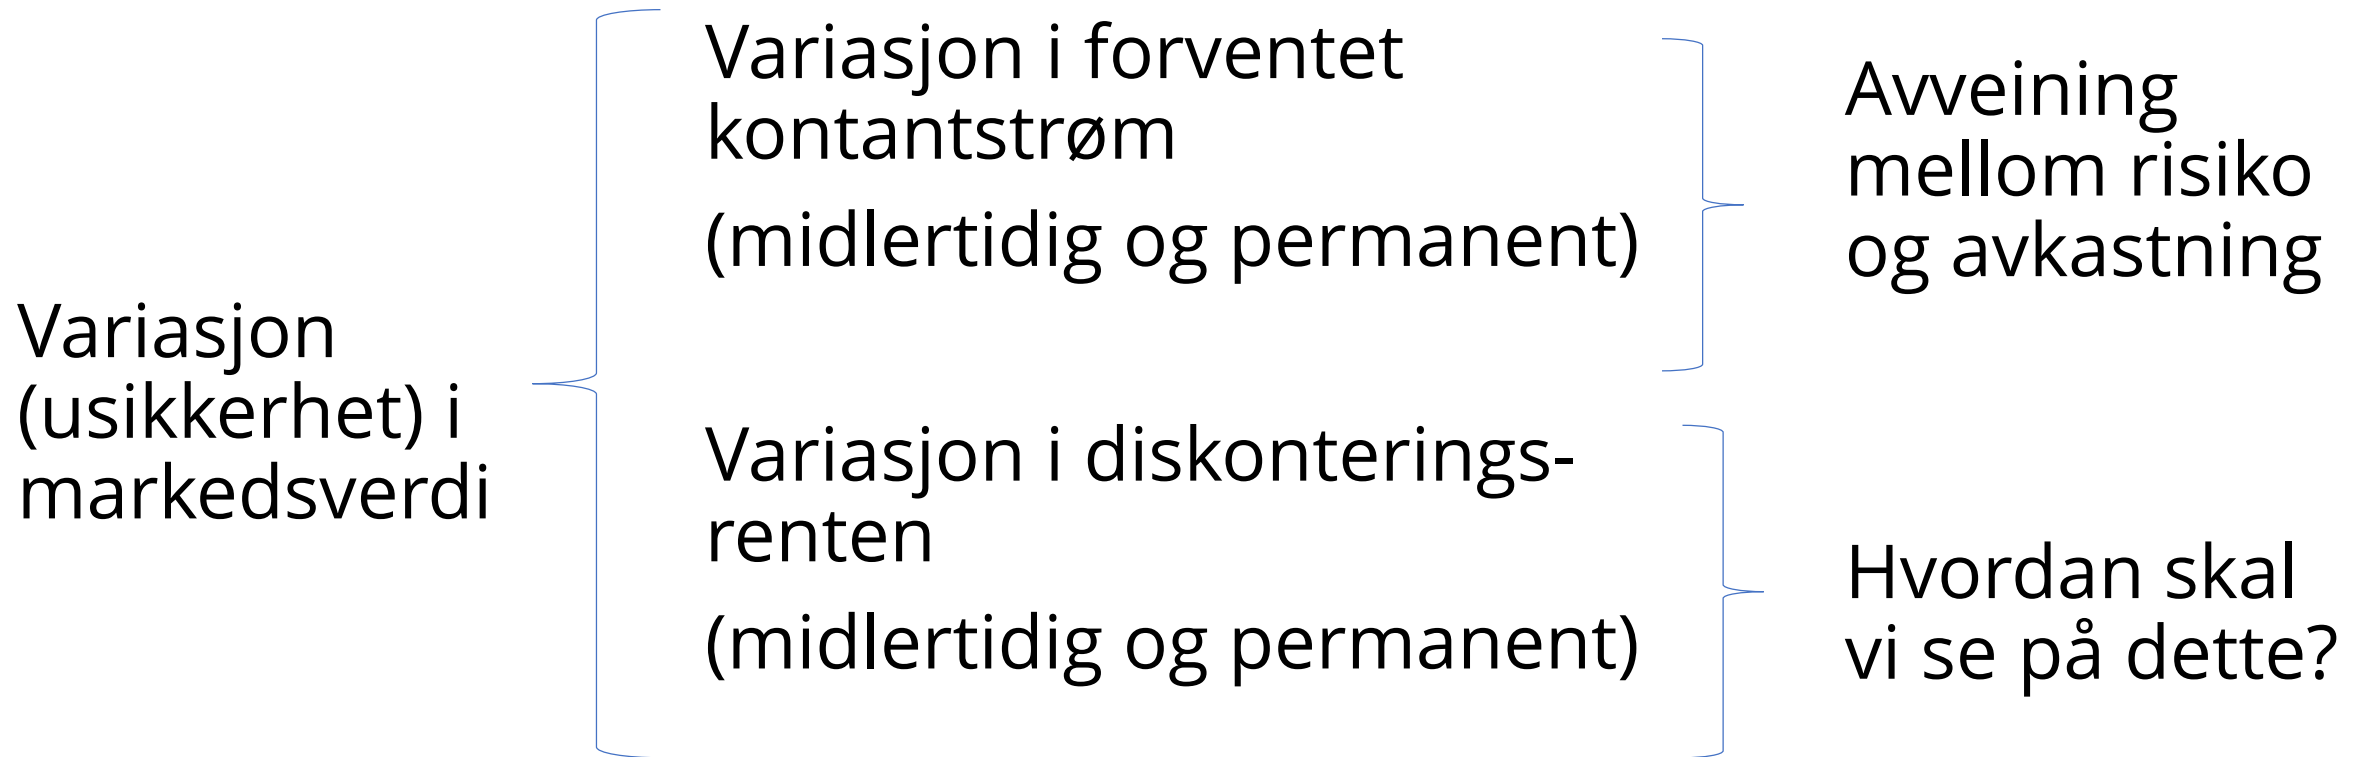 Variasjon
(usikkerhet) i
markedsverdi
Variasjon i forventet
kontantstrøm
(midlertidig og permanent)
Avveining
mellom risiko
og avkastning
Variasjon i diskonterings-
renten
(midlertidig og permanent)
Hvordan skal
vi se på dette?